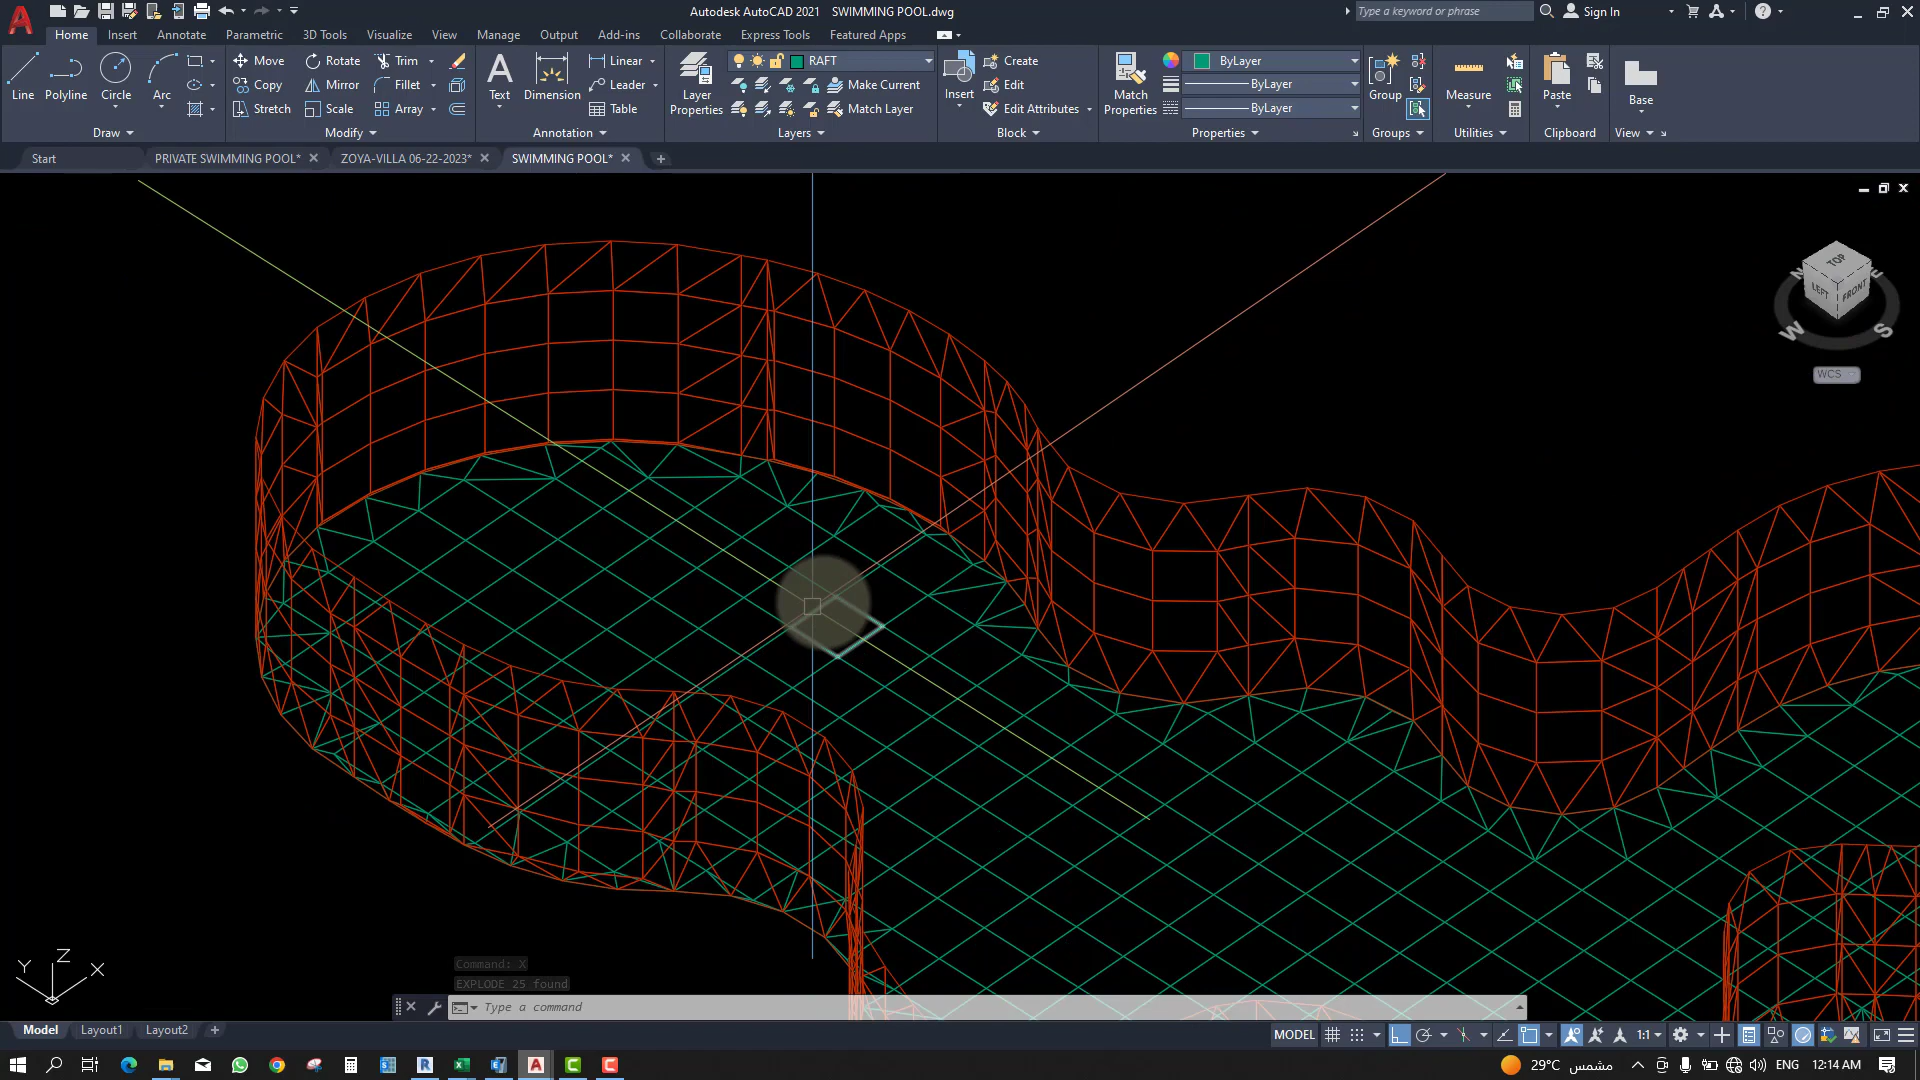 Autodesk AutoCAD 2021 SWIMMING POOL.dwg
Type a keyword or phrase
Sign In
Home Insert Annotate Parametric 3D Tools Visualize View Manage Output Add-ins Collaborate Express Tools Featured Apps
Line Polyline Circle Arc
Move Rotate Trim
Copy Mirror Fillet
Stretch Scale Array
Text Dimension
Linear
Leader
Table
Layer Properties
RAFT
Make Current
Match Layer
Insert
Create
Edit
Edit Attributes
Match Properties
ByLayer
ByLayer
ByLayer
Group
Measure
Paste
Base
Draw Modify Annotation Layers Block Properties Groups Utilities Clipboard View
Start PRIVATE SWIMMING POOL* ZOYA-VILLA 06-22-2023* SWIMMING POOL*
TOP
LEFT FRONT
N E
W S
WCS
Y Z X
Command: X
EXPLODE 25 found
Type a command
Model Layout1 Layout2
MODEL 1:1
29°C مشمس ENG 12:14 AM